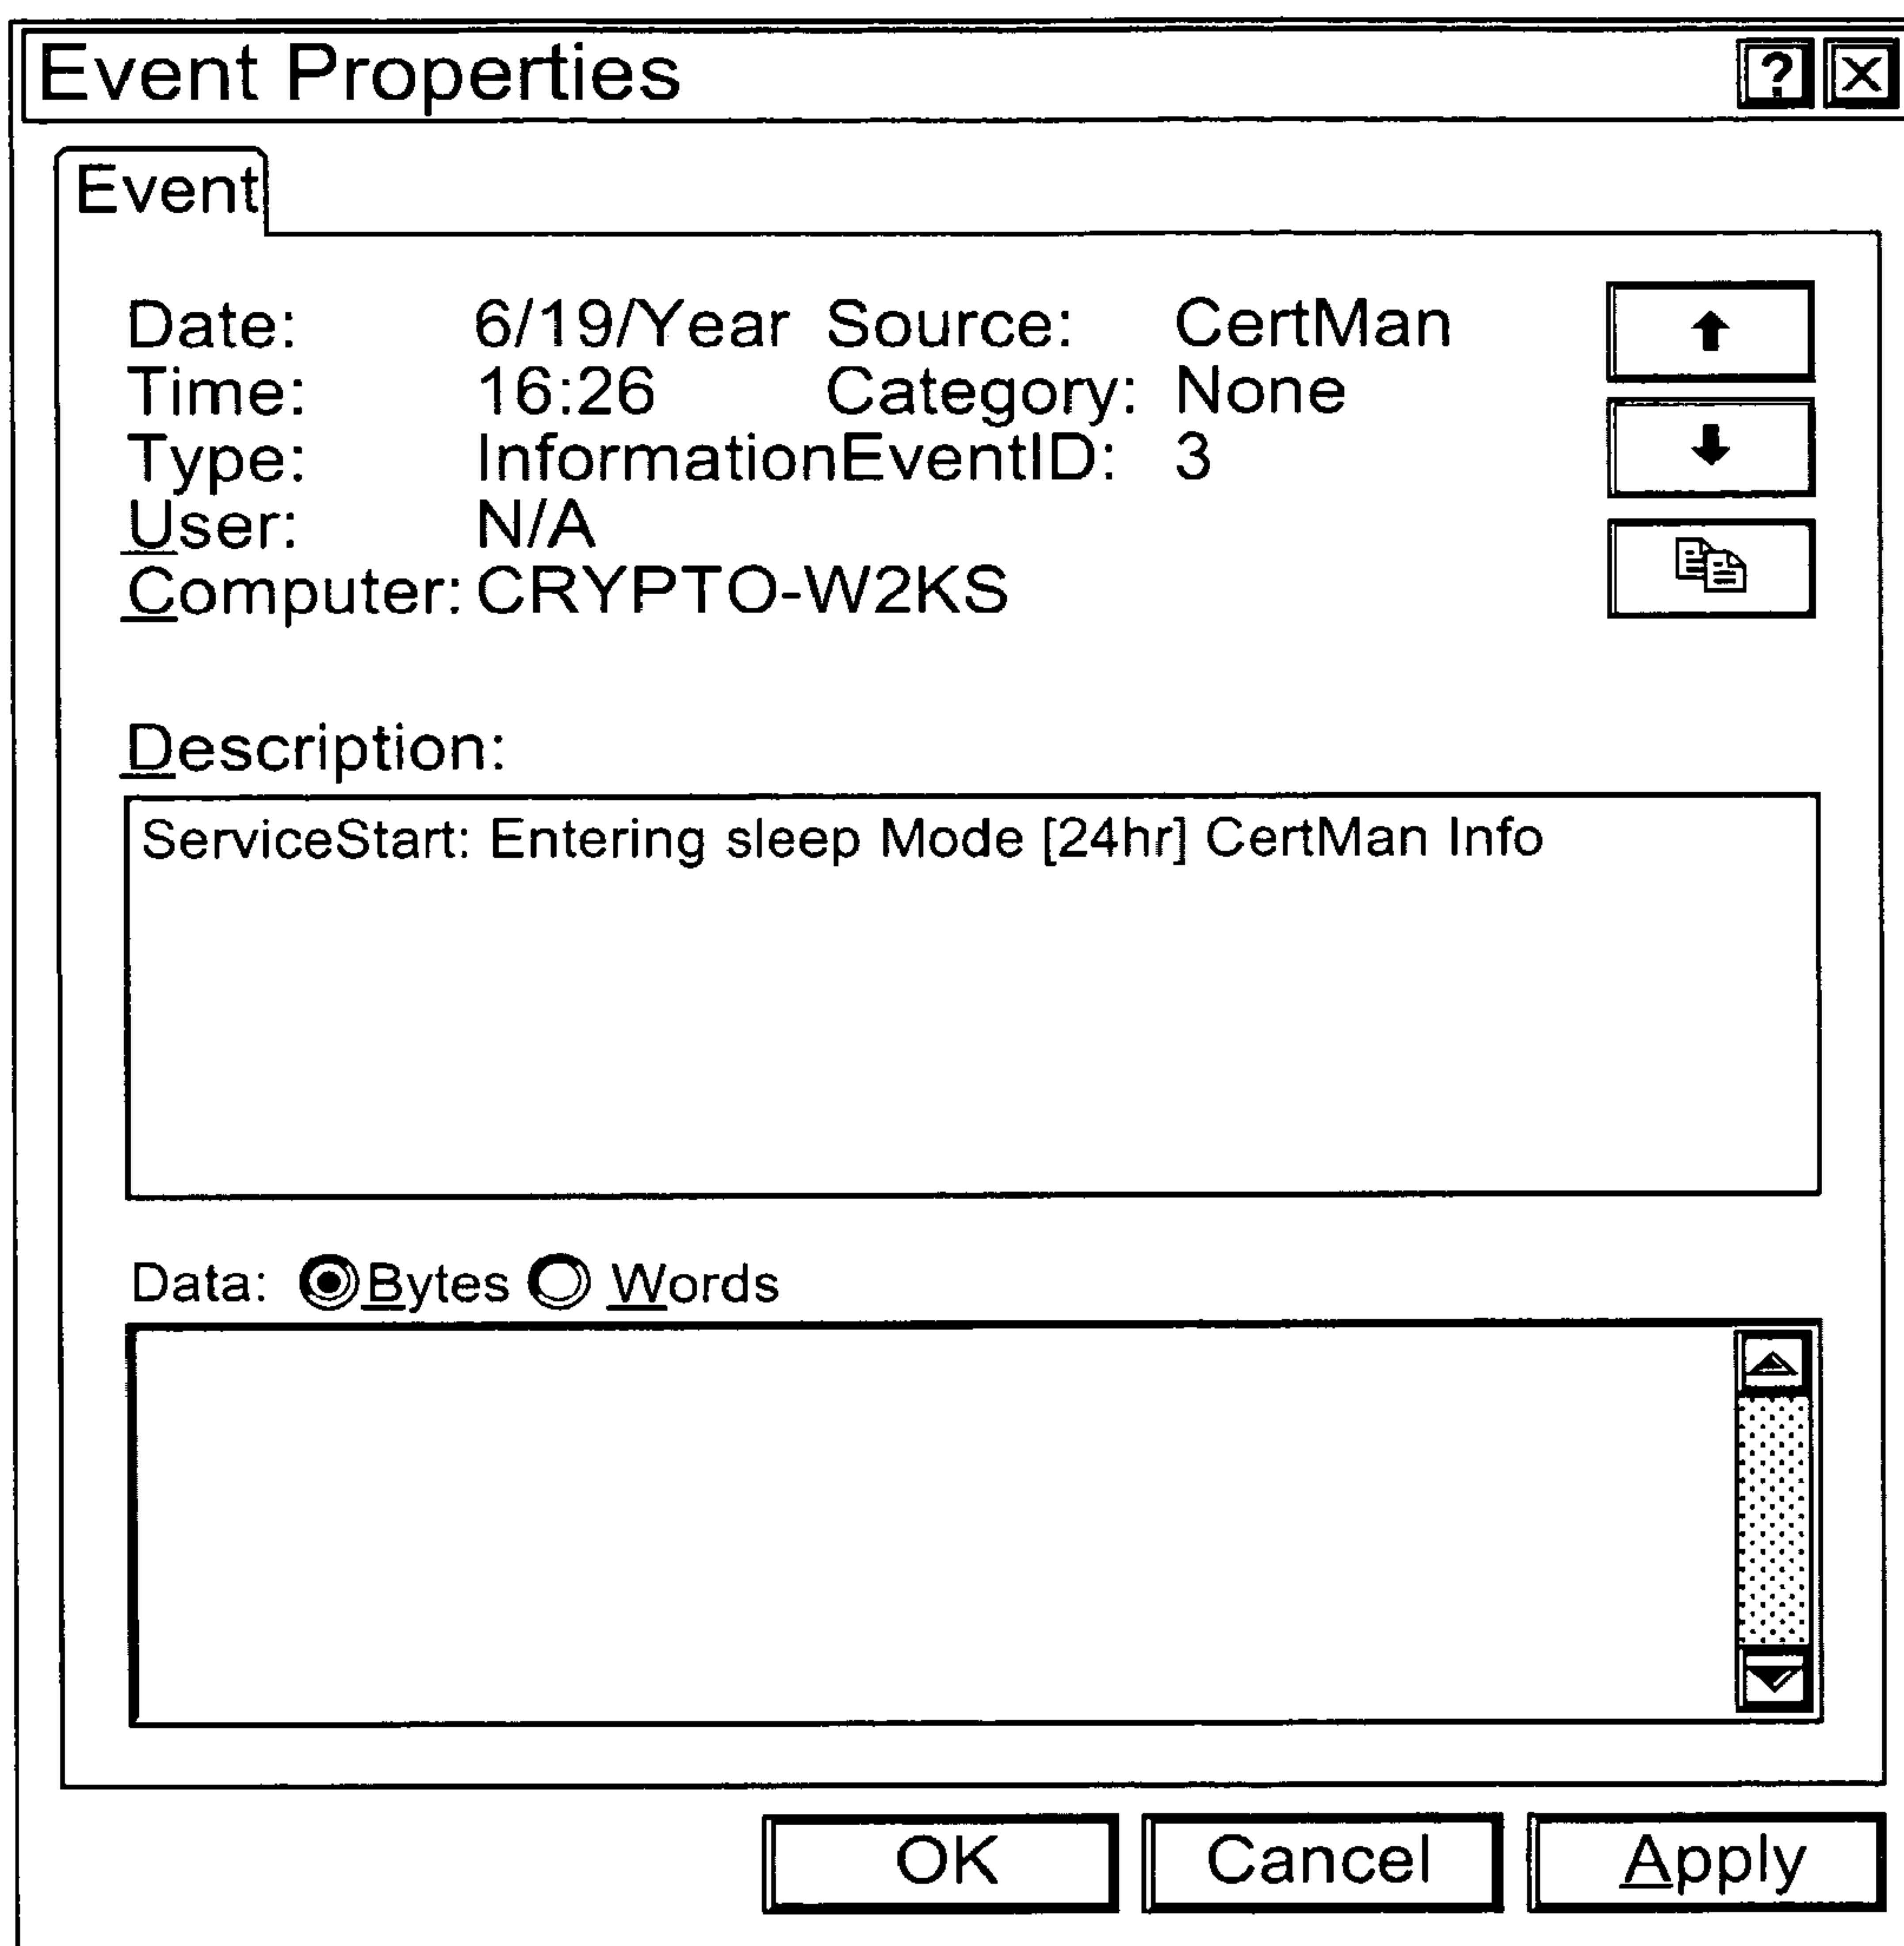 Event Properties ? X
Event
Date: 6/19/Year Source: CertMan
Time: 16:26 Category: None
Type: InformationEventID: 3
User: N/A
Computer: CRYPTO-W2KS
Description:
ServiceStart: Entering sleep Mode [24hr] CertMan Info
Data: Bytes Words
OK Cancel Apply